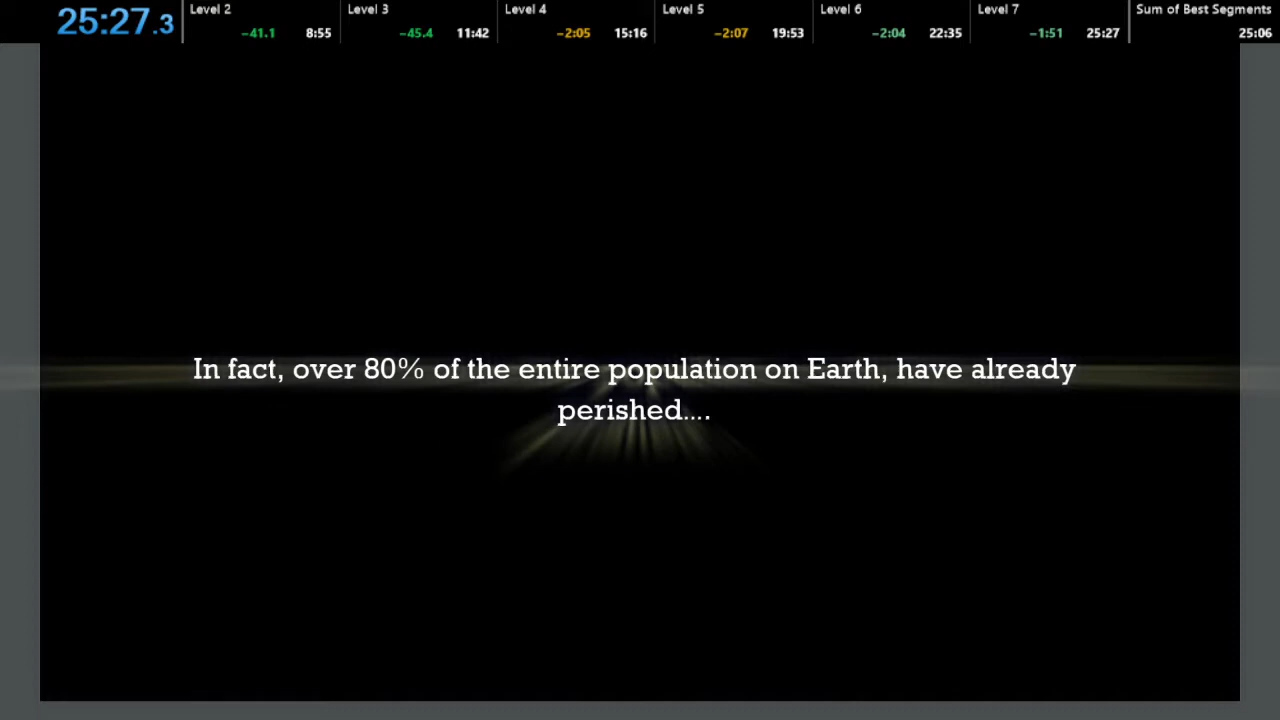 25:27.3
Level 2
Level 3
Level 4
Level 5
Level 6
Level 7
Sum of Best Segments
−41.1 8:55
−45.4 11:42
−2:05 15:16
−2:07 19:53
−2:04 22:35
−1:51 25:27
25:06
In fact, over 80% of the entire population on Earth, have already
perished....